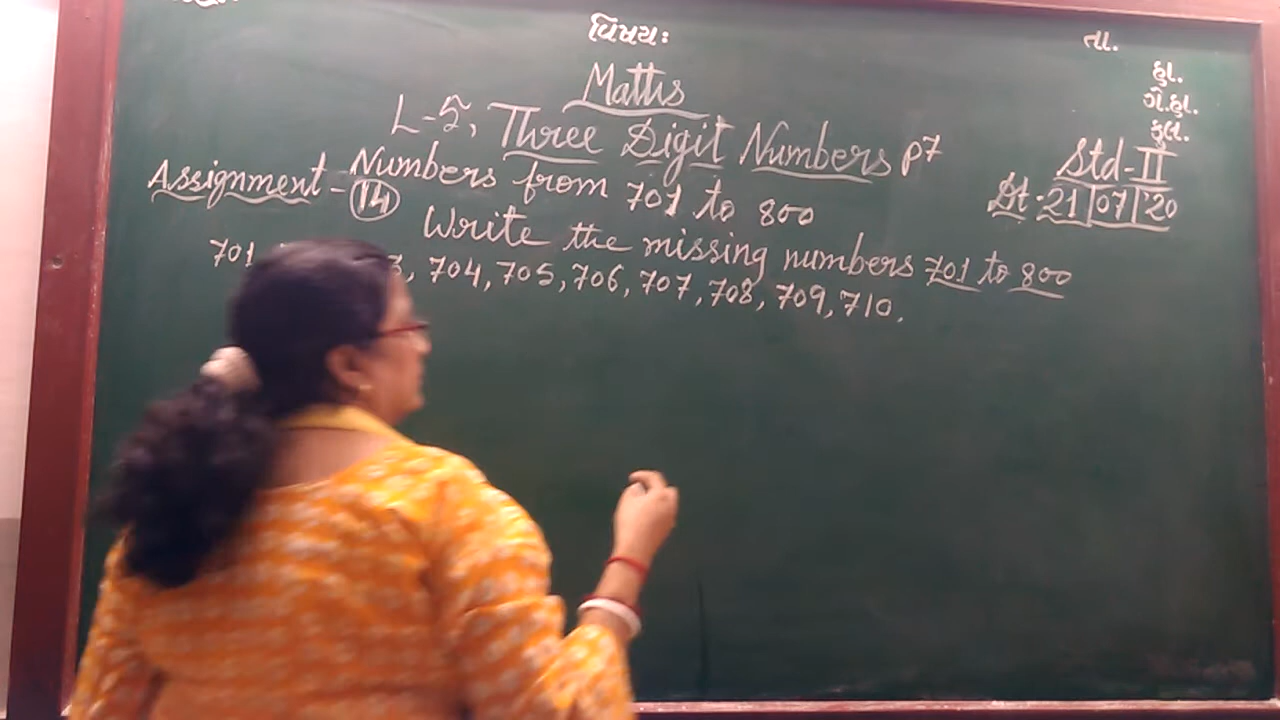 વિષય:
તા.
હા.
ગે.હા.
કુલ.
Maths
L-5, Three Digit Numbers p7
Std-II
Dt:21|07|'20
Assignment - 14 Numbers from 701 to 800
Write the missing numbers 701 to 800
701 3, 704, 705, 706, 707, 708, 709, 710.